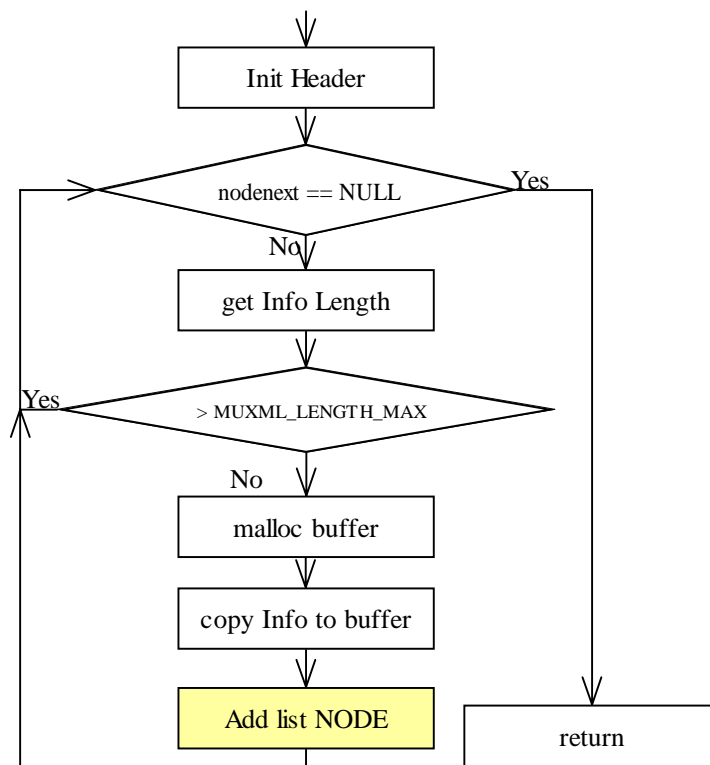 Init Header
nodenext == NULL
Yes
No
get Info Length
Yes
> MUXML_LENGTH_MAX
No
malloc buffer
copy Info to buffer
Add list NODE
return